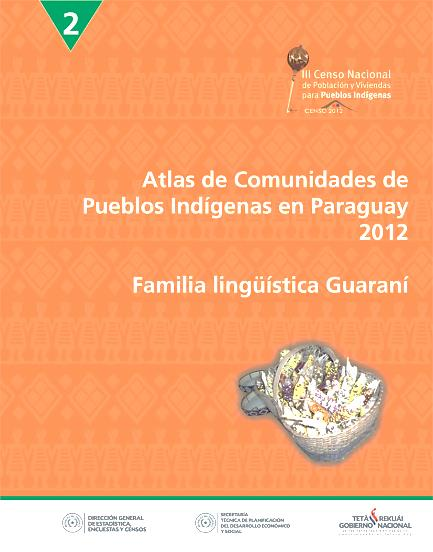 2
III Censo Nacional
de Población y Viviendas
para Pueblos Indígenas
CENSO 2012
Atlas de Comunidades de
Pueblos Indígenas en Paraguay
2012
Familia lingüística Guaraní
DIRECCIÓN GENERAL
DE ESTADÍSTICA,
ENCUESTAS Y CENSOS
SECRETARÍA
TÉCNICA DE PLANIFICACIÓN
DEL DESARROLLO ECONÓMICO
Y SOCIAL
TETÃ REKUÁI
GOBIERNO NACIONAL